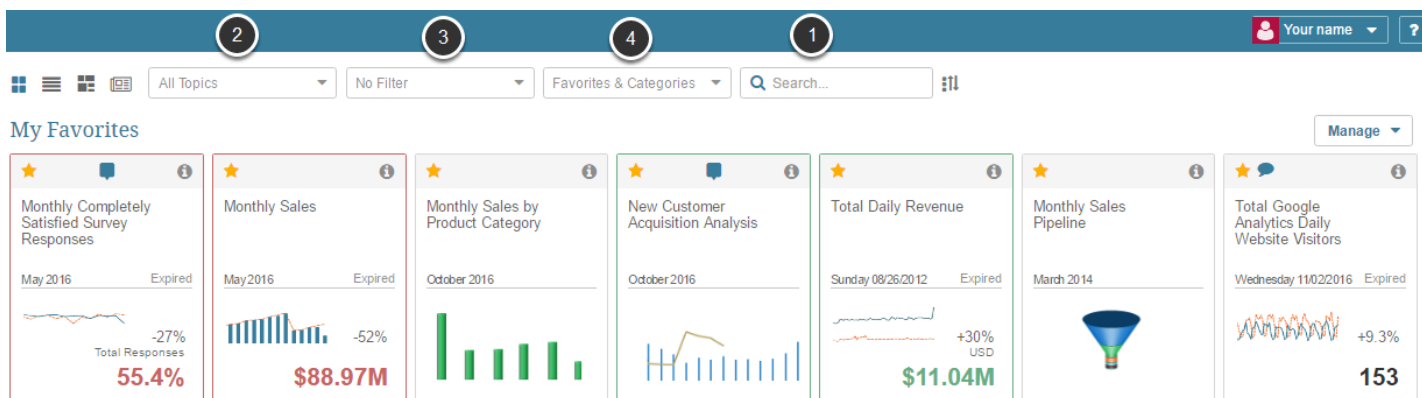 2
3
4
1
Your name
?
All Topics
No Filter
Favorites & Categories
Search...
My Favorites
Manage
Monthly Completely
Satisfied Survey
Responses
May 2016 Expired
-27%
Total Responses
55.4%
Monthly Sales
May 2016 Expired
-52%
$88.97M
Monthly Sales by
Product Category
October 2016
New Customer
Acquisition Analysis
October 2016
Total Daily Revenue
Sunday 08/26/2012 Expired
+30%
USD
$11.04M
Monthly Sales
Pipeline
March 2014
Total Google
Analytics Daily
Website Visitors
Wednesday 11/02/2016 Expired
+9.3%
153